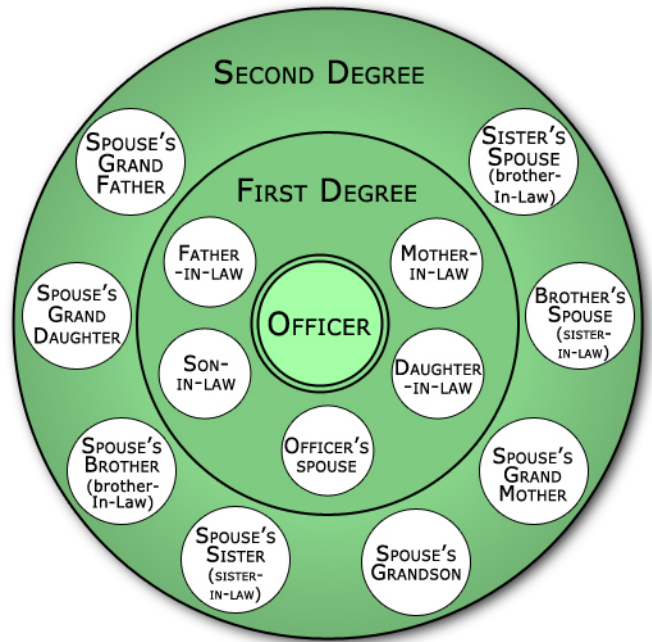 SECOND DEGREE
SPOUSE'S
GRAND
FATHER
SISTER'S
SPOUSE
(brother-
In-Law)
FIRST DEGREE
FATHER
-IN-LAW
MOTHER-
IN-LAW
SPOUSE'S
GRAND
DAUGHTER
OFFICER
BROTHER'S
SPOUSE
(SISTER-
IN-LAW)
SON-
IN-LAW
DAUGHTER
-IN-LAW
SPOUSE'S
BROTHER
(brother-
In-Law)
OFFICER'S
SPOUSE
SPOUSE'S
GRAND
MOTHER
SPOUSE'S
SISTER
(SISTER-
IN-LAW)
SPOUSE'S
GRANDSON